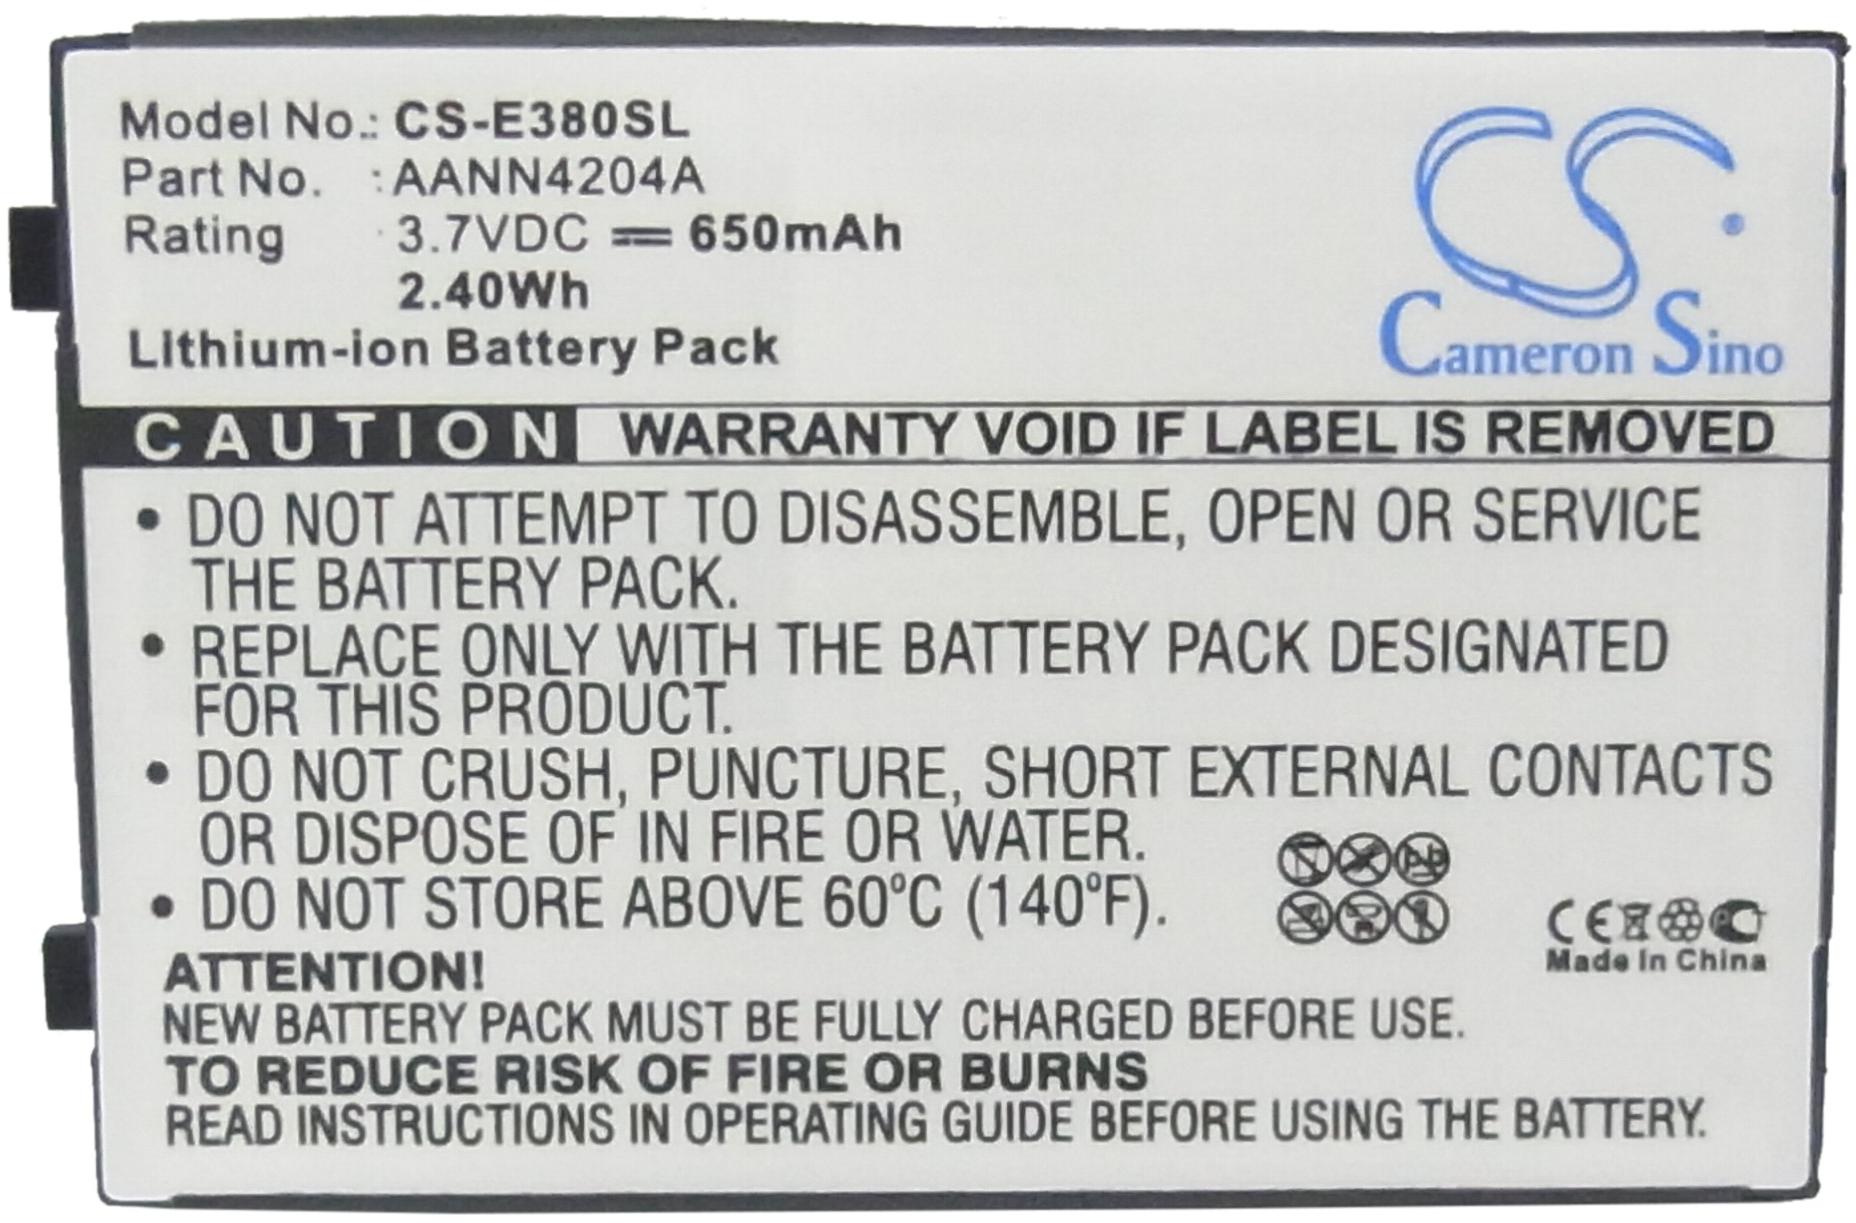 Model No.: CS-E380SL
Part No. : AANN4204A
Rating : 3.7VDC ⎓ 650mAh
2.40Wh
Lithium-ion Battery Pack
CS ®
Cameron Sino
CAUTION WARRANTY VOID IF LABEL IS REMOVED
• DO NOT ATTEMPT TO DISASSEMBLE, OPEN OR SERVICE
THE BATTERY PACK.
• REPLACE ONLY WITH THE BATTERY PACK DESIGNATED
FOR THIS PRODUCT.
• DO NOT CRUSH, PUNCTURE, SHORT EXTERNAL CONTACTS
OR DISPOSE OF IN FIRE OR WATER.
• DO NOT STORE ABOVE 60°C (140°F).
Pb
CE
Made In China
ATTENTION!
NEW BATTERY PACK MUST BE FULLY CHARGED BEFORE USE.
TO REDUCE RISK OF FIRE OR BURNS
READ INSTRUCTIONS IN OPERATING GUIDE BEFORE USING THE BATTERY.